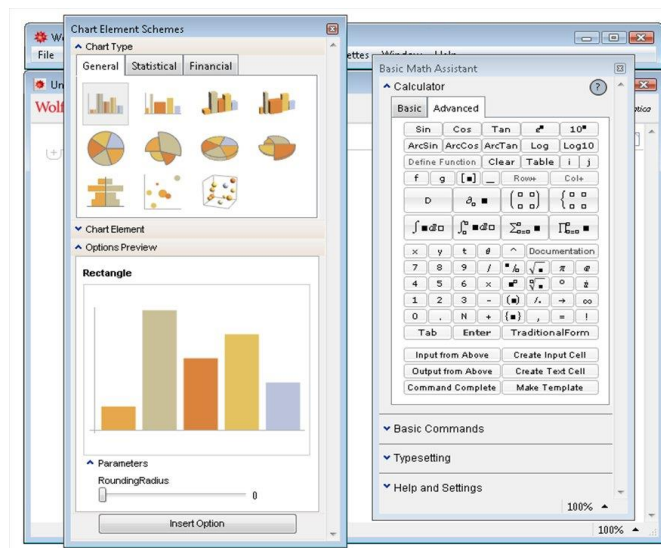 Chart Element Schemes
Chart Type
General Statistical Financial
Chart Element
Options Preview
Rectangle
Parameters
RoundingRadius
0
Insert Option
File
Window
Basic Math Assistant
Calculator
?
Basic Advanced
Sin Cos Tan
ArcSin ArcCos ArcTan Log Log10
Define Function Clear Table i j
f g [■] _ Row+ Col+
D ∂□ ■
∫■d□ ∫■d□ ∑ ■ ∏ ■
x y t θ ^ Documentation
7 8 9 / ■/□ √■ π ⅇ
4 5 6 × ■□ √■ ° ⅈ
1 2 3 - (■) /. → ∞
0 . N + {■} , = !
Tab Enter TraditionalForm
Input from Above Create Input Cell
Output from Above Create Text Cell
Command Complete Make Template
Basic Commands
Typesetting
Help and Settings
100%
100%